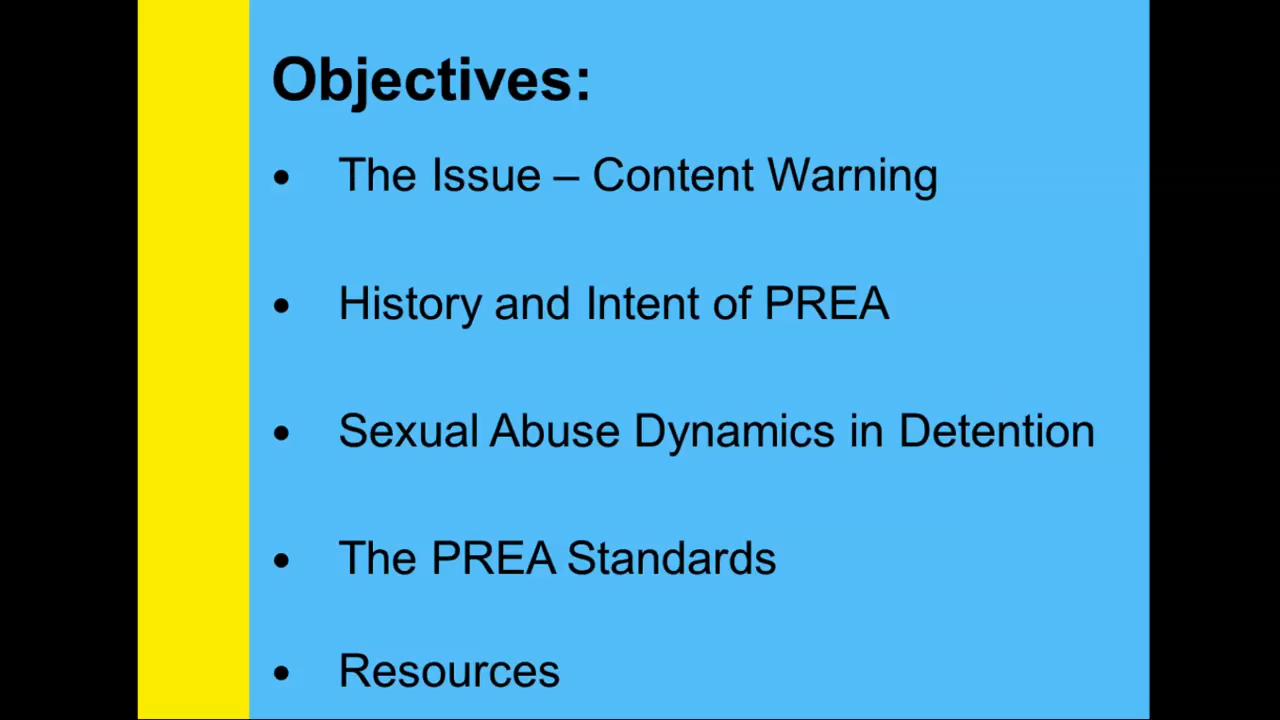 Objectives:
• The Issue – Content Warning
• History and Intent of PREA
• Sexual Abuse Dynamics in Detention
• The PREA Standards
• Resources